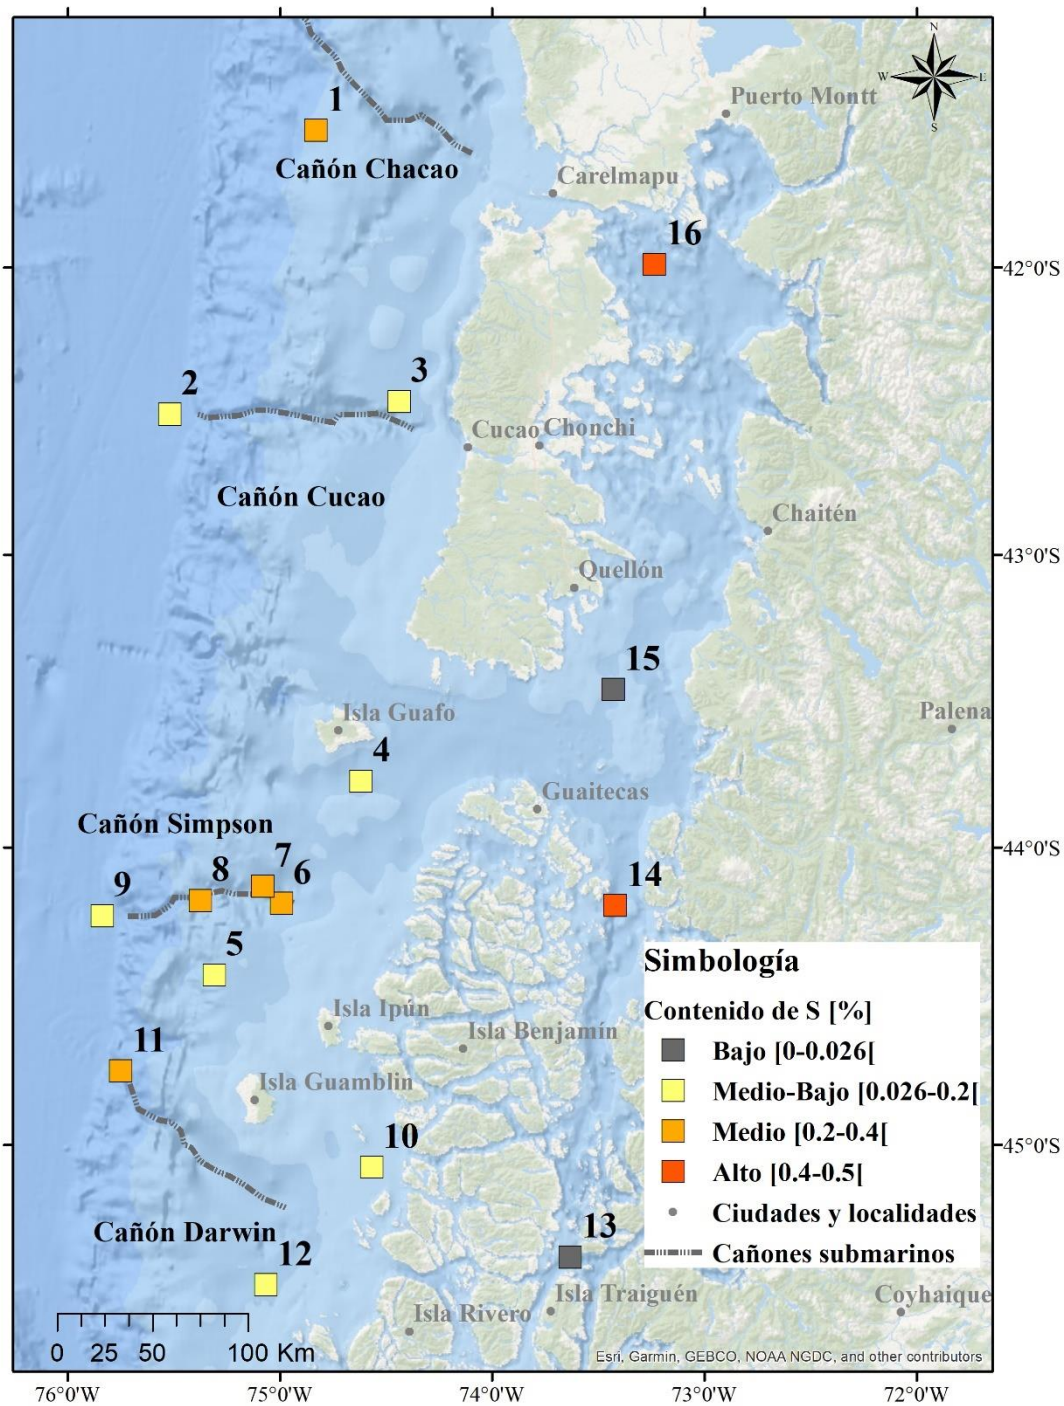 N
W
E
S
Puerto Montt
1
Cañón Chacao
Carelmapu
16
42°0'S
2
3
Cucao
Chonchi
Cañón Cucao
Chaitén
43°0'S
Quellón
15
Isla Guafo
Palena
4
Guaitecas
Cañón Simpson
44°0'S
7
8
6
9
14
5
Simbología
Contenido de S [%]
Bajo [0-0.026[
Medio-Bajo [0.026-0.2[
Medio [0.2-0.4[
Alto [0.4-0.5[
Ciudades y localidades
Cañones submarinos
Isla Ipún
Isla Benjamín
11
Isla Guamblin
10
45°0'S
Cañón Darwin
13
12
Isla Traiguén
Isla Rivero
Coyhaique
0 25 50 100 Km
Esri, Garmin, GEBCO, NOAA NGDC, and other contributors
76°0'W 75°0'W 74°0'W 73°0'W 72°0'W